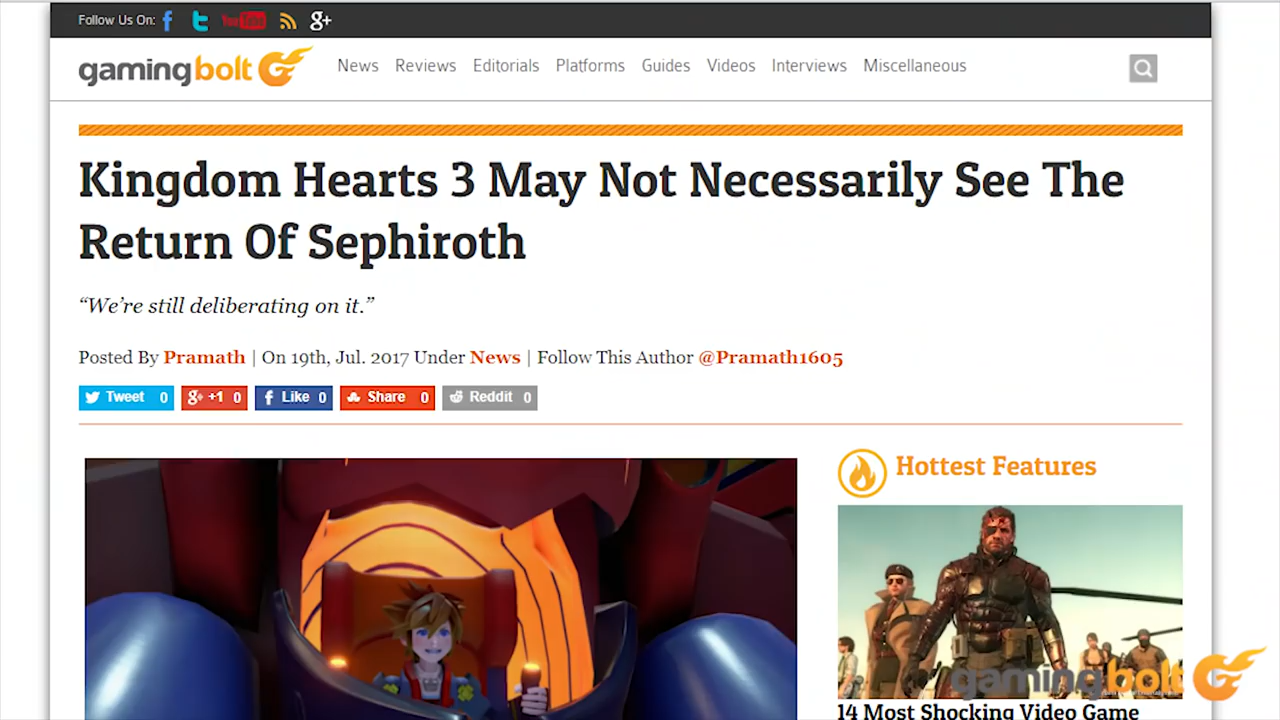 Follow Us On:
YouTube
g+
gamingbolt
News Reviews Editorials Platforms Guides Videos Interviews Miscellaneous
Kingdom Hearts 3 May Not Necessarily See The
Return Of Sephiroth
“We’re still deliberating on it.”
Posted By Pramath | On 19th, Jul. 2017 Under News | Follow This Author @Pramath1605
Tweet 0 g+ +1 0 Like 0 Share 0 Reddit 0
Hottest Features
gamingbolt
14 Most Shocking Video Game